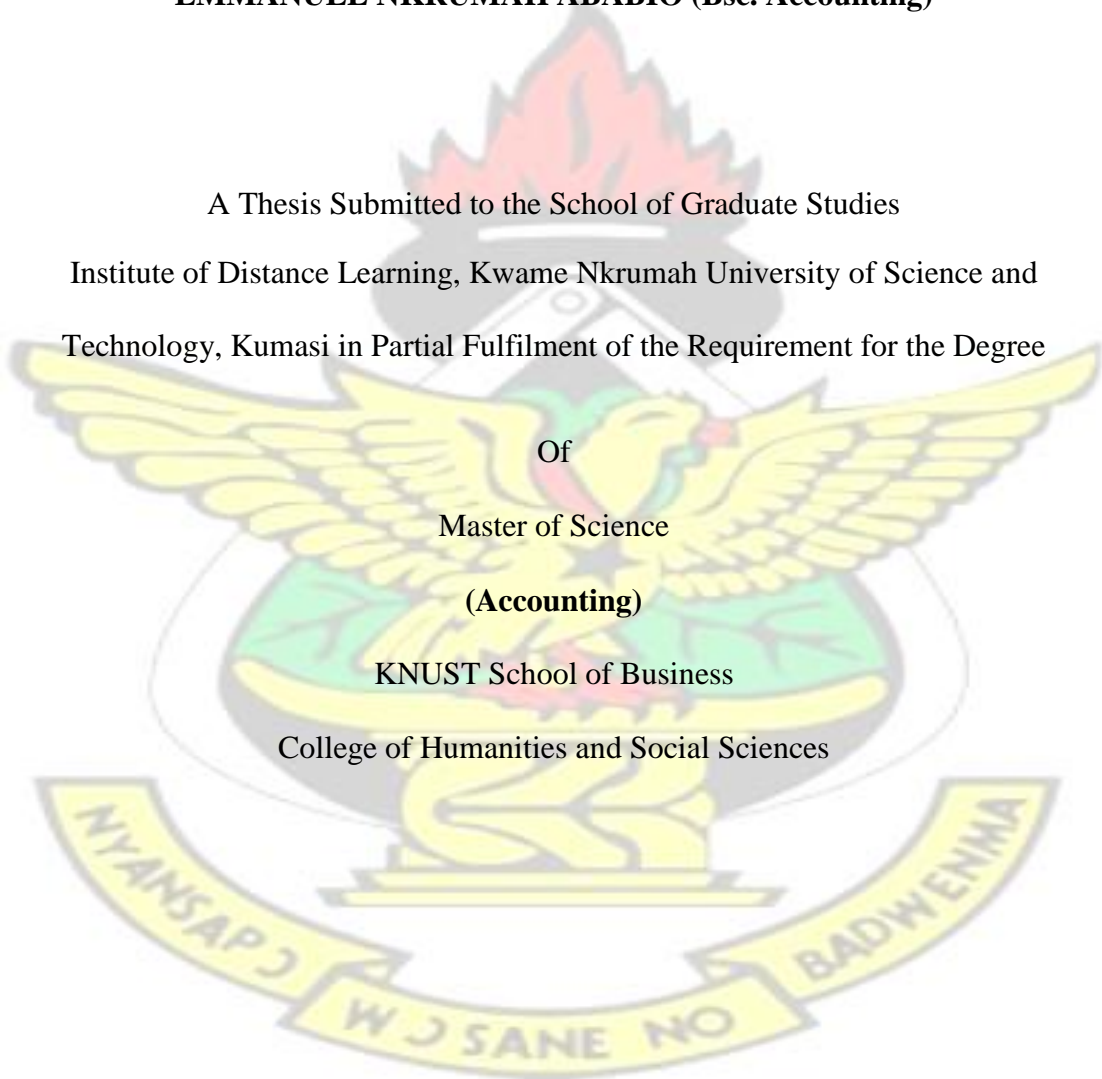 EMMANUEL NKRUMAH ABABIO (Bsc. Accounting)
A Thesis Submitted to the School of Graduate Studies
Institute of Distance Learning, Kwame Nkrumah University of Science and
Technology, Kumasi in Partial Fulfilment of the Requirement for the Degree
Of
Master of Science
(Accounting)
KNUST School of Business
College of Humanities and Social Sciences
NYANSAPƆ WƆSANE NO BADWENMA